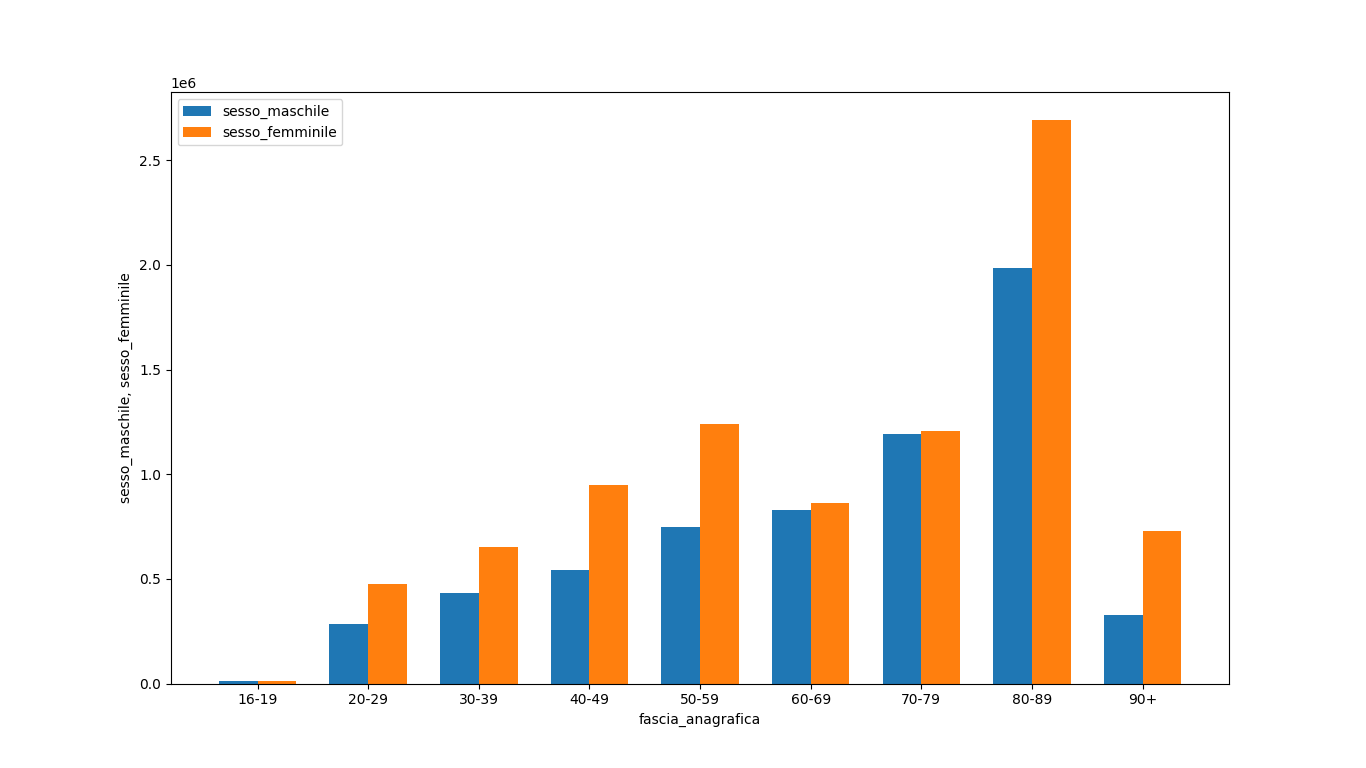 1e6
sesso_maschile
sesso_femminile
2.5
2.0
1.5
1.0
0.5
0.0
sesso_maschile, sesso_femminile
16-19 20-29 30-39 40-49 50-59 60-69 70-79 80-89 90+
fascia_anagrafica